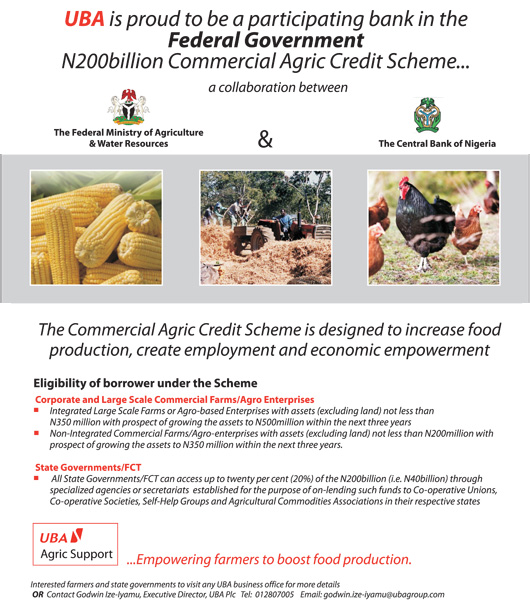 UBA is proud to be a participating bank in the
Federal Government
N200billion Commercial Agric Credit Scheme...
a collaboration between
The Federal Ministry of Agriculture
& Water Resources
&
The Central Bank of Nigeria
The Commercial Agric Credit Scheme is designed to increase food
production, create employment and economic empowerment
Eligibility of borrower under the Scheme
Corporate and Large Scale Commercial Farms/Agro Enterprises
Integrated Large Scale Farms or Agro-based Enterprises with assets (excluding land) not less than
N350 million with prospect of growing the assets to N500million within the next three years
Non-Integrated Commercial Farms/Agro-enterprises with assets (excluding land) not less than N200million with
prospect of growing the assets to N350 million within the next three years.
State Governments/FCT
All State Governments/FCT can access up to twenty per cent (20%) of the N200billion (i.e. N40billion) through
specialized agencies or secretariats established for the purpose of on-lending such funds to Co-operative Unions,
Co-operative Societies, Self-Help Groups and Agricultural Commodities Associations in their respective states
UBA
Agric Support
...Empowering farmers to boost food production.
Interested farmers and state governments to visit any UBA business office for more details
OR Contact Godwin Ize-Iyamu, Executive Director, UBA Plc Tel: 012807005 Email: godwin.ize-iyamu@ubagroup.com